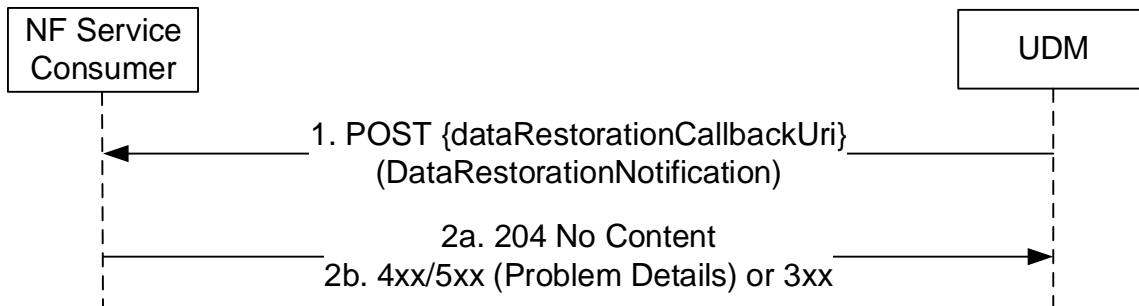 NF Service
Consumer
UDM
1. POST {dataRestorationCallbackUri}
(DataRestorationNotification)
2a. 204 No Content
2b. 4xx/5xx (Problem Details) or 3xx